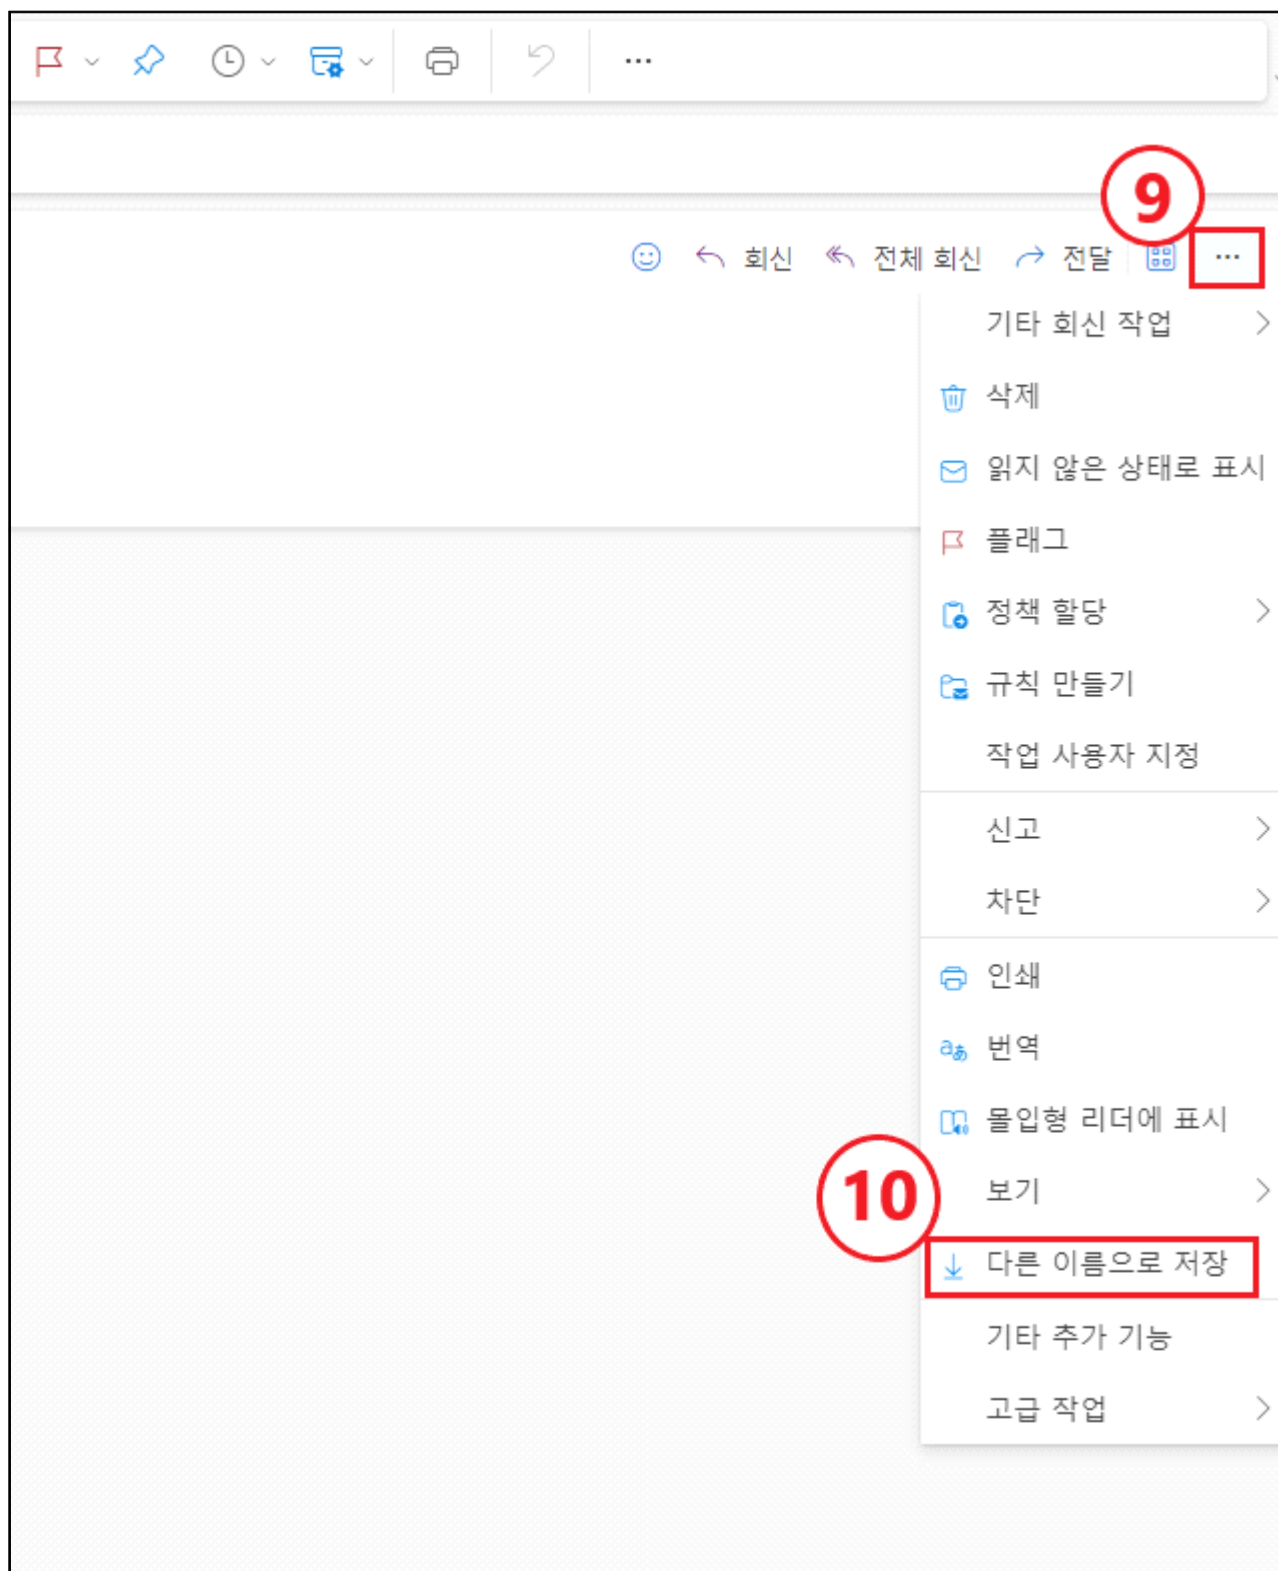 9
회신 전체 회신 전달 ...
기타 회신 작업
삭제
읽지 않은 상태로 표시
플래그
정책 할당
규칙 만들기
작업 사용자 지정
신고
차단
인쇄
aあ 번역
몰입형 리더에 표시
10
보기
다른 이름으로 저장
기타 추가 기능
고급 작업